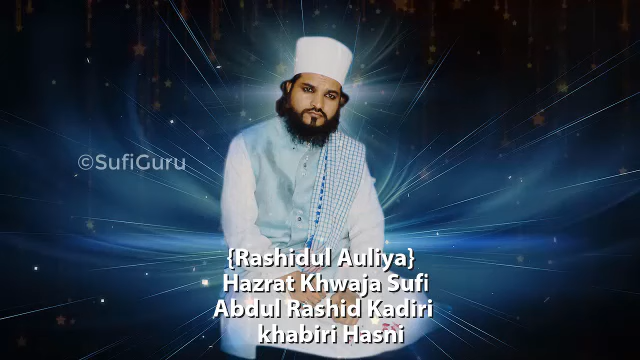 ©SufiGuru
{Rashidul Auliya}
Hazrat Khwaja Sufi
Abdul Rashid Kadiri
khabiri Hasni